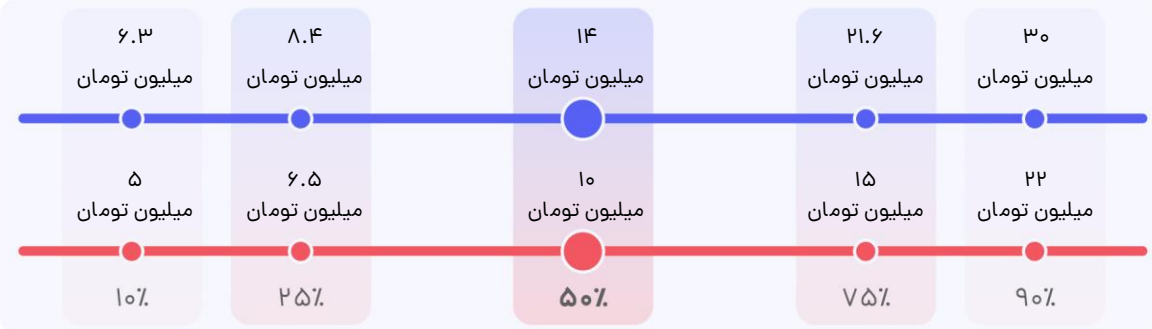 ۶.۳ ۸.۴ ۱۴ ۲۱.۶ ۳۰
میلیون تومان میلیون تومان میلیون تومان میلیون تومان میلیون تومان
۵ ۶.۵ ۱۰ ۱۵ ۲۲
میلیون تومان میلیون تومان میلیون تومان میلیون تومان میلیون تومان
۱۰٪ ۲۵٪ ۵۰٪ ۷۵٪ ۹۰٪